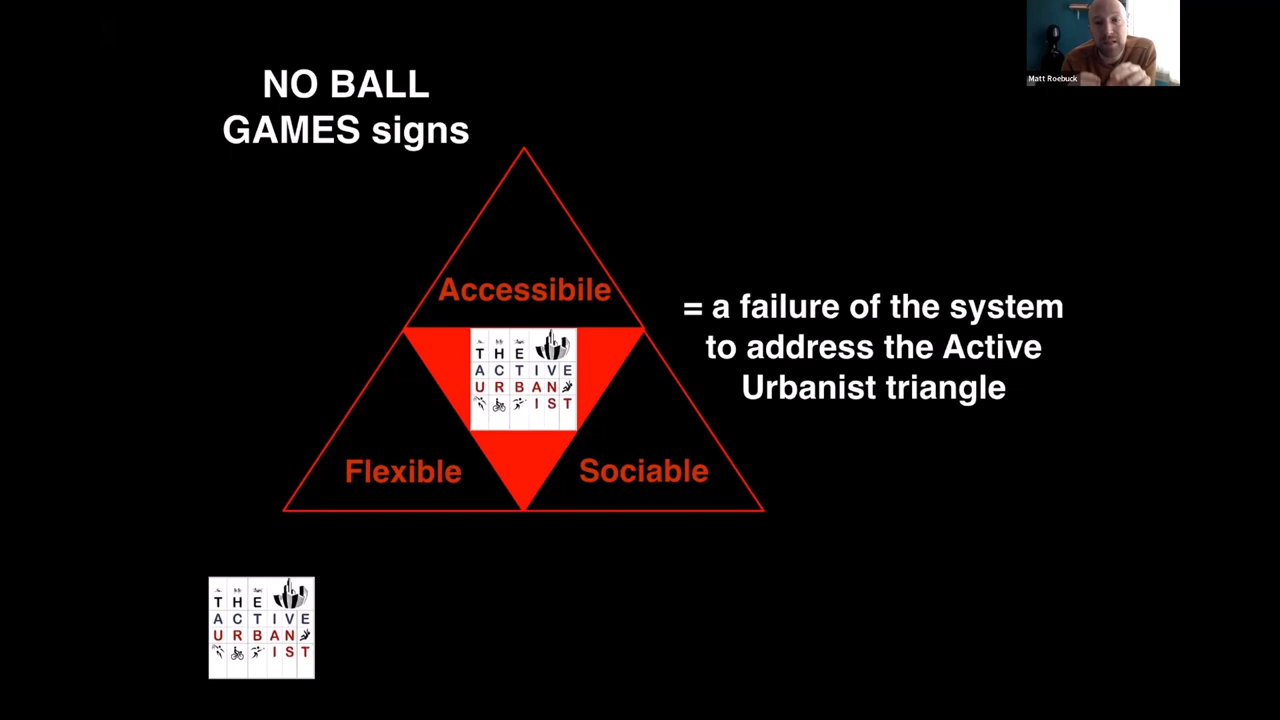 Matt Roebuck
NO BALL
GAMES signs
Accessibile
= a failure of the system
to address the Active
Urbanist triangle
THE
ACTIVE
URBAN
IST
Flexible
Sociable
THE
ACTIVE
URBAN
IST